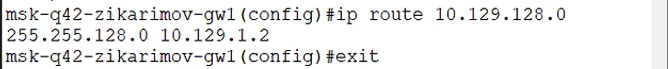 msk-q42-zikarimov-gw1(config)#ip route 10.129.128.0
255.255.128.0 10.129.1.2
msk-q42-zikarimov-gw1(config)#exit